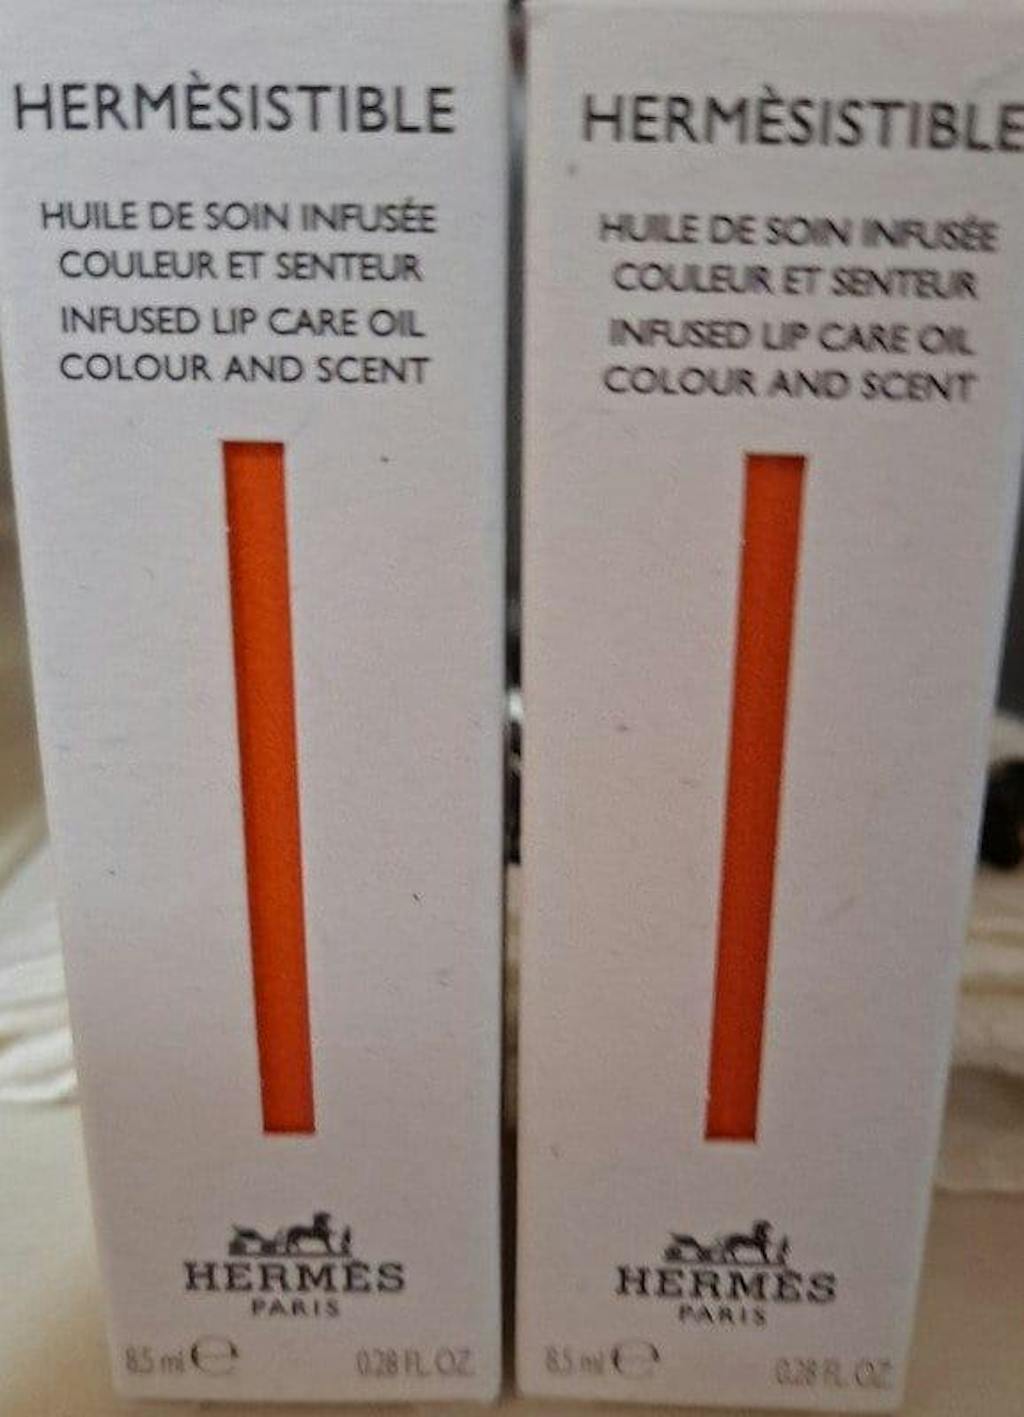 HERMÈSISTIBLE
HUILE DE SOIN INFUSÉE
COULEUR ET SENTEUR
INFUSED LIP CARE OIL
COLOUR AND SCENT
HERMÈS
PARIS
8.5 ml ℮ 0.28 FL. OZ.
HERMÈSISTIBLE
HUILE DE SOIN INFUSÉE
COULEUR ET SENTEUR
INFUSED LIP CARE OIL
COLOUR AND SCENT
HERMÈS
PARIS
8.5 ml ℮ 0.28 FL. OZ.